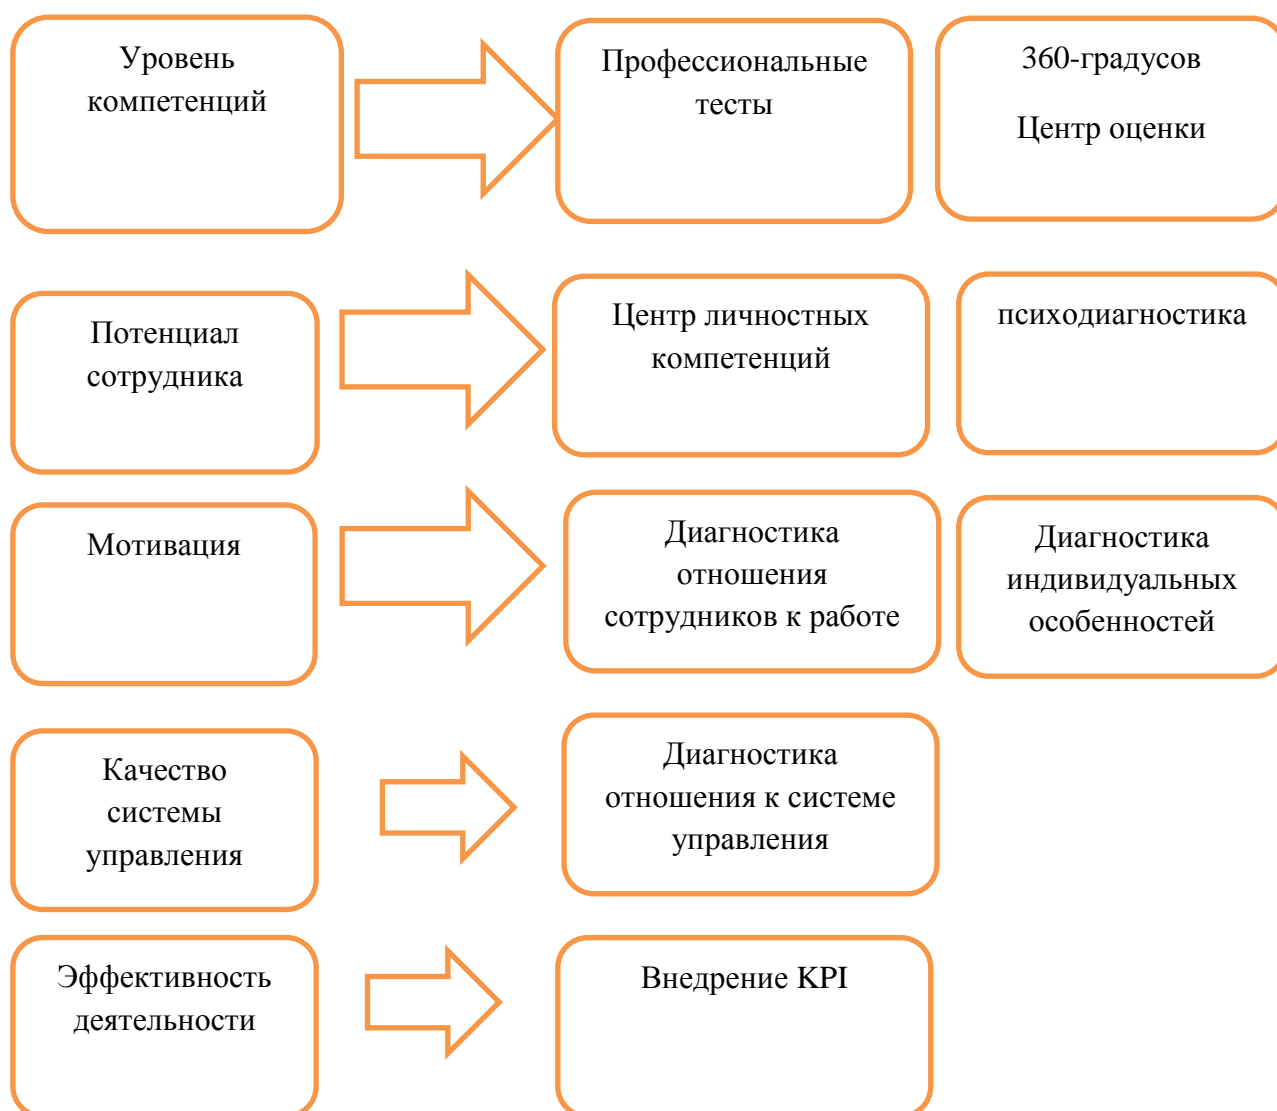 Уровень
компетенций
Профессиональные
тесты
360-градусов
Центр оценки
Потенциал
сотрудника
Центр личностных
компетенций
психодиагностика
Мотивация
Диагностика
отношения
сотрудников к работе
Диагностика
индивидуальных
особенностей
Качество
системы
управления
Диагностика
отношения к системе
управления
Эффективность
деятельности
Внедрение KPI